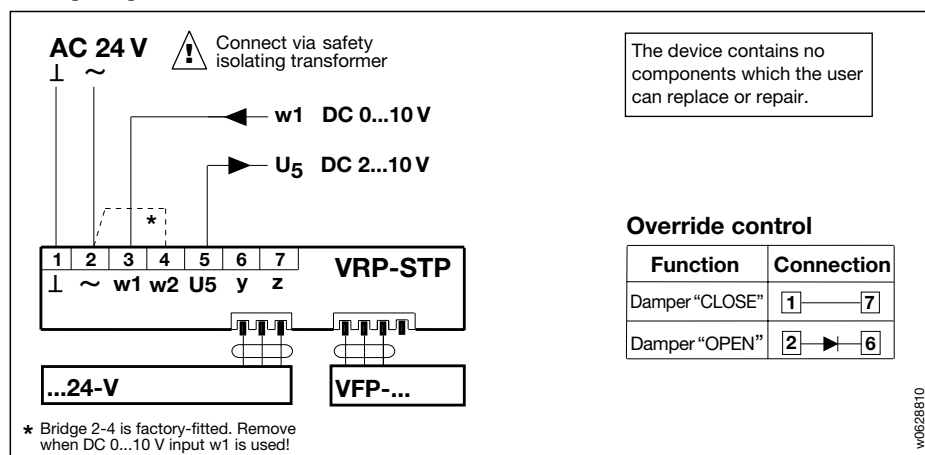 AC 24 V
⊥ ~
Connect via safety
isolating transformer
w1 DC 0...10 V
U5 DC 2...10 V
The device contains no
components which the user
can replace or repair.
*
1 2 3 4 5 6 7
⊥ ~ w1 w2 U5 y z
VRP-STP
...24-V
VFP-...
* Bridge 2-4 is factory-fitted. Remove
when DC 0...10 V input w1 is used!
Override control
Function Connection
Damper "CLOSE" 1 7
Damper "OPEN" 2 6
w0628810